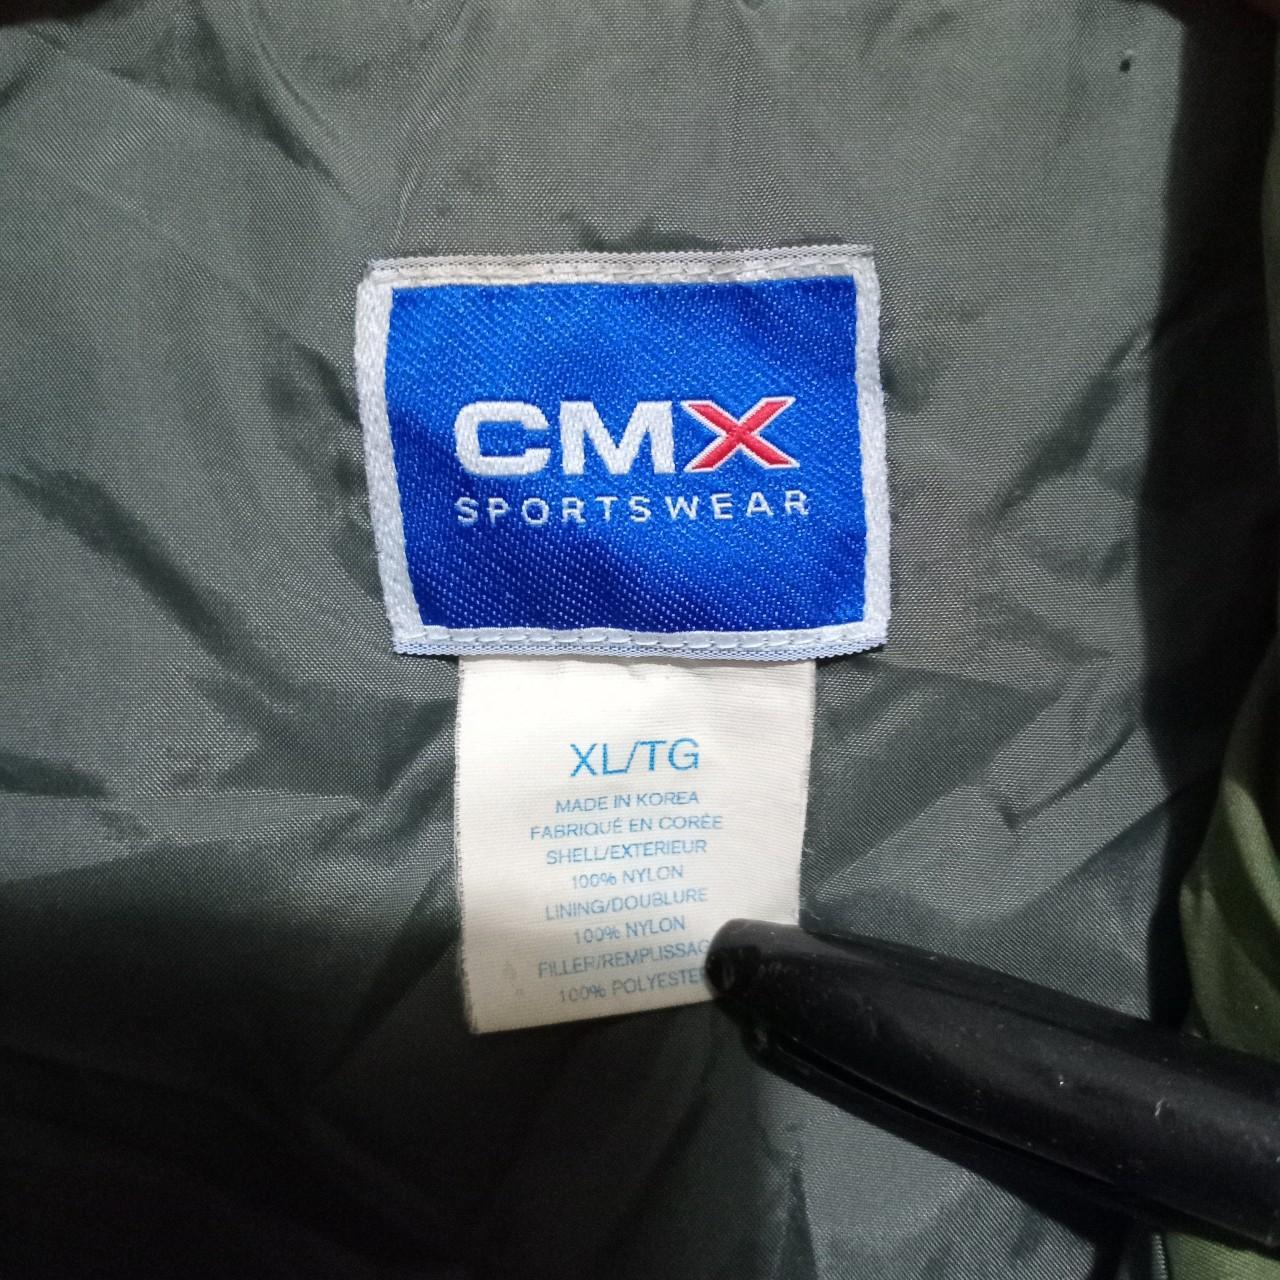 CMX
SPORTSWEAR
XL/TG
MADE IN KOREA
FABRIQUÉ EN CORÉE
SHELL/EXTERIEUR
100% NYLON
LINING/DOUBLURE
100% NYLON
FILLER/REMPLISSAG
100% POLYESTER